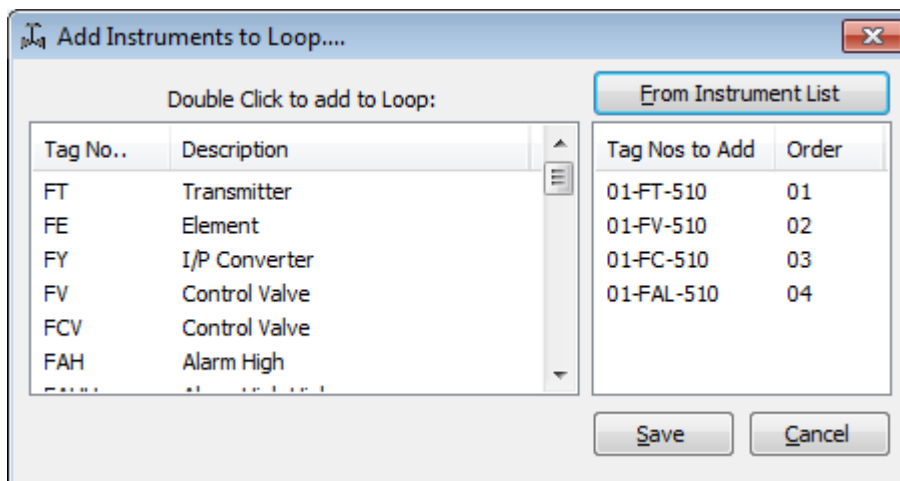 Add Instruments to Loop....
Double Click to add to Loop:
From Instrument List
Tag No.. Description
FT Transmitter
FE Element
FY I/P Converter
FV Control Valve
FCV Control Valve
FAH Alarm High
Tag Nos to Add Order
01-FT-510 01
01-FV-510 02
01-FC-510 03
01-FAL-510 04
Save Cancel